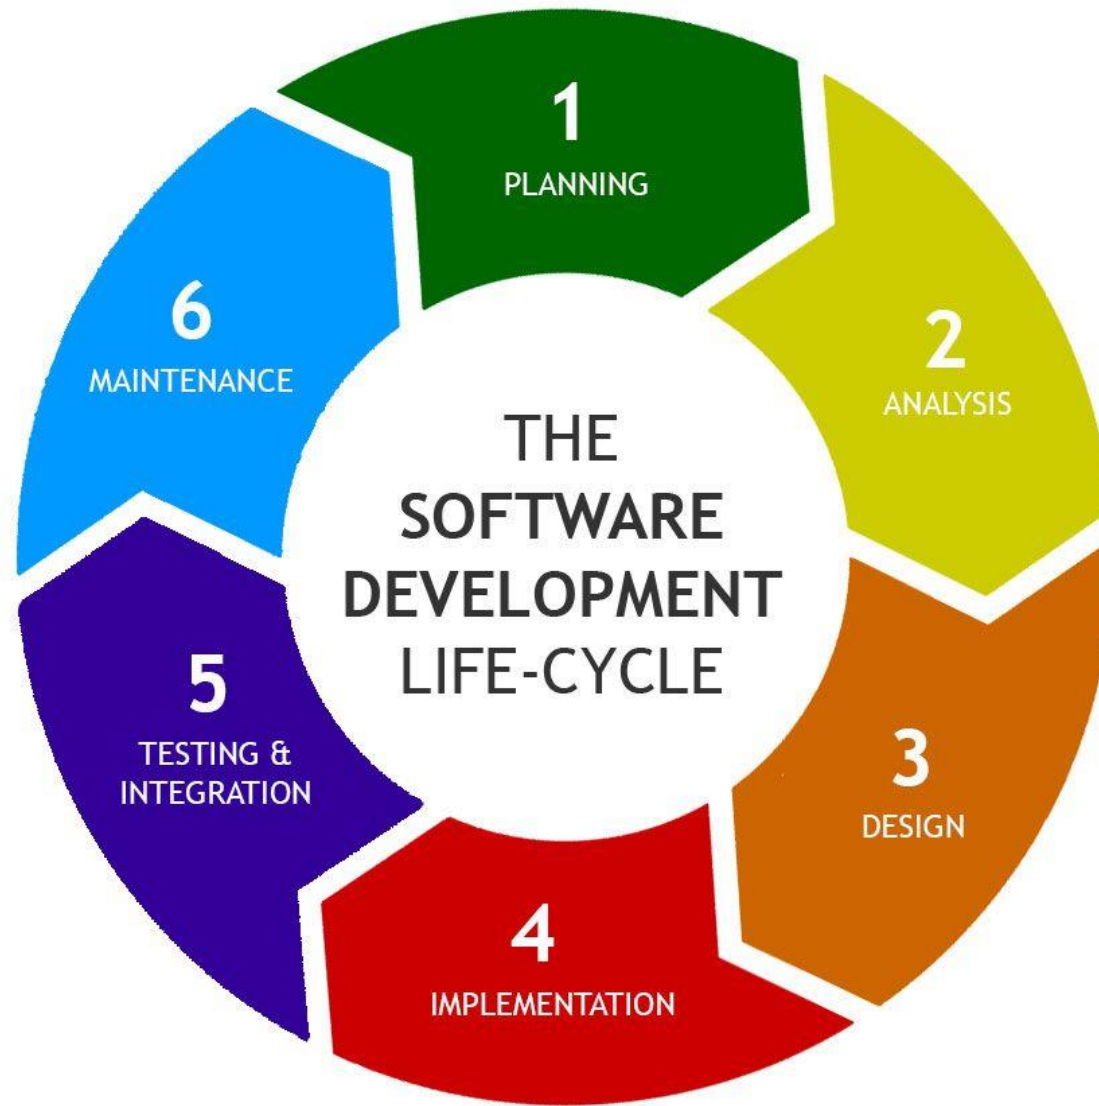 1
PLANNING
2
ANALYSIS
3
DESIGN
4
IMPLEMENTATION
5
TESTING &
INTEGRATION
6
MAINTENANCE
THE
SOFTWARE
DEVELOPMENT
LIFE-CYCLE